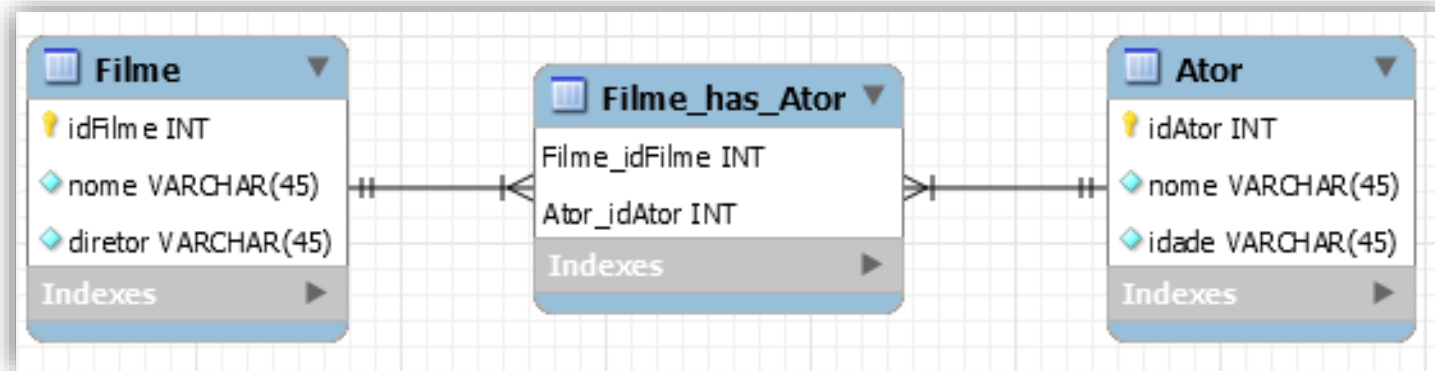 Filme
idFilme INT
nome VARCHAR(45)
diretor VARCHAR(45)
Indexes
Filme_has_Ator
Filme_idFilme INT
Ator_idAtor INT
Indexes
Ator
idAtor INT
nome VARCHAR(45)
idade VARCHAR(45)
Indexes